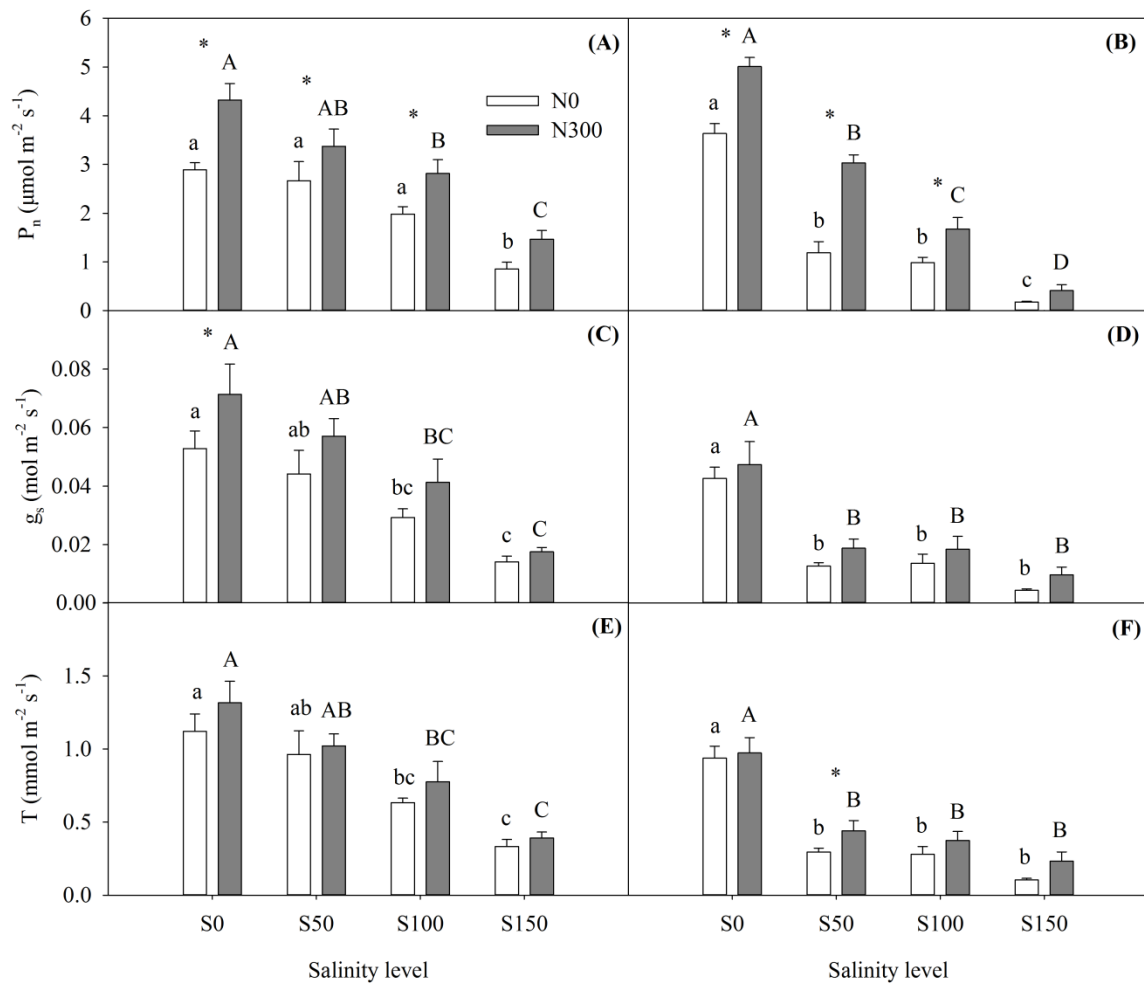 6
5
4
3
2
1
0
P_n (μmol m⁻² s⁻¹)
* A
a
* AB
a
* B
a
C
b
(A)
N0
N300
* A
a
* B
b
* C
b
D
c
(B)
0.08
0.06
0.04
0.02
0.00
g_s (mol m⁻² s⁻¹)
* A
a
ab AB
bc BC
c C
(C)
a A
b B
b B
b B
(D)
1.5
1.0
0.5
0.0
T (mmol m⁻² s⁻¹)
a A
ab AB
bc BC
c C
(E)
a A
*
b B
b B
b B
(F)
S0 S50 S100 S150
Salinity level
S0 S50 S100 S150
Salinity level